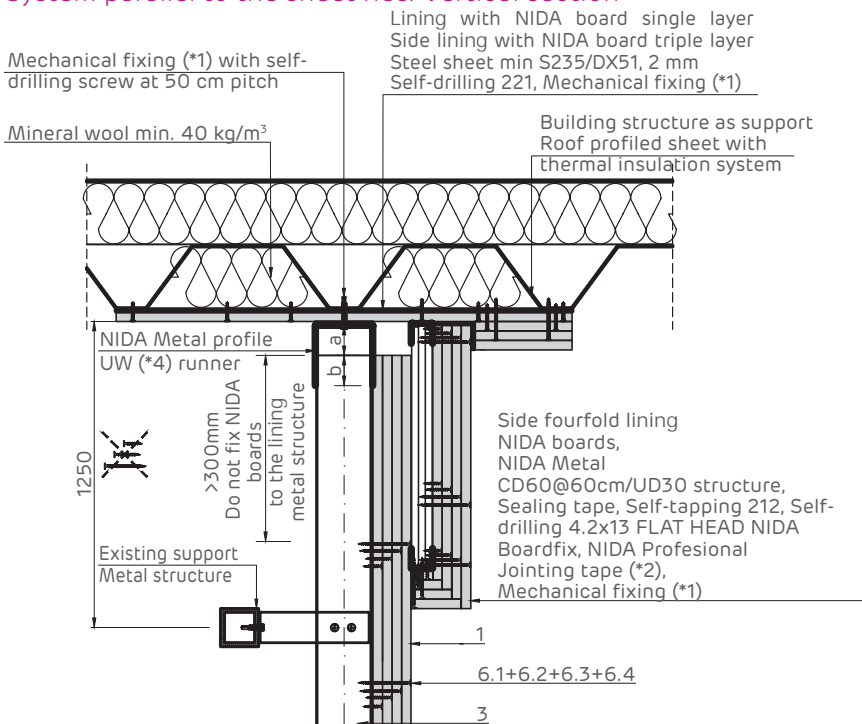 System parallel to the sheet ribs. Vertical section
Lining with NIDA board single layer
Side lining with NIDA board triple layer
Steel sheet min S235/DX51, 2 mm
Self-drilling 221, Mechanical fixing (*1)
Mechanical fixing (*1) with self-
drilling screw at 50 cm pitch
Mineral wool min. 40 kg/m³
Building structure as support
Roof profiled sheet with
thermal insulation system
NIDA Metal profile
UW (*4) runner
a
b
>300mm
Do not fix NIDA
boards
to the lining
metal structure
1250
Side fourfold lining
NIDA boards,
NIDA Metal
CD60@60cm/UD30 structure,
Sealing tape, Self-tapping 212, Self-
drilling 4.2x13 FLAT HEAD NIDA
Boardfix, NIDA Profesional
Jointing tape (*2),
Mechanical fixing (*1)
Existing support
Metal structure
1
6.1+6.2+6.3+6.4
3